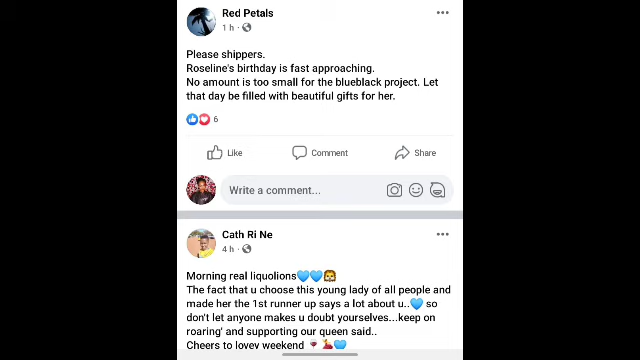 Red Petals
1 h ·
Please shippers.
Roseline's birthday is fast approaching.
No amount is too small for the blueblack project. Let
that day be filled with beautiful gifts for her.
6
Like Comment Share
Write a comment...
Cath Ri Ne
4 h ·
Morning real liquolions🩵🩵🦁
The fact that u choose this young lady of all people and
made her the 1st runner up says a lot about u..🩵 so
don't let anyone makes u doubt yourselves...keep on
roaring' and supporting our queen said..
Cheers to lovey weekend 🍷💃🩵